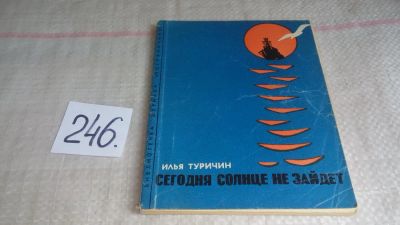 246.
ИЛЬЯ ТУРИЧИН
СЕГОДНЯ СОЛНЦЕ НЕ ЗАЙДЕТ